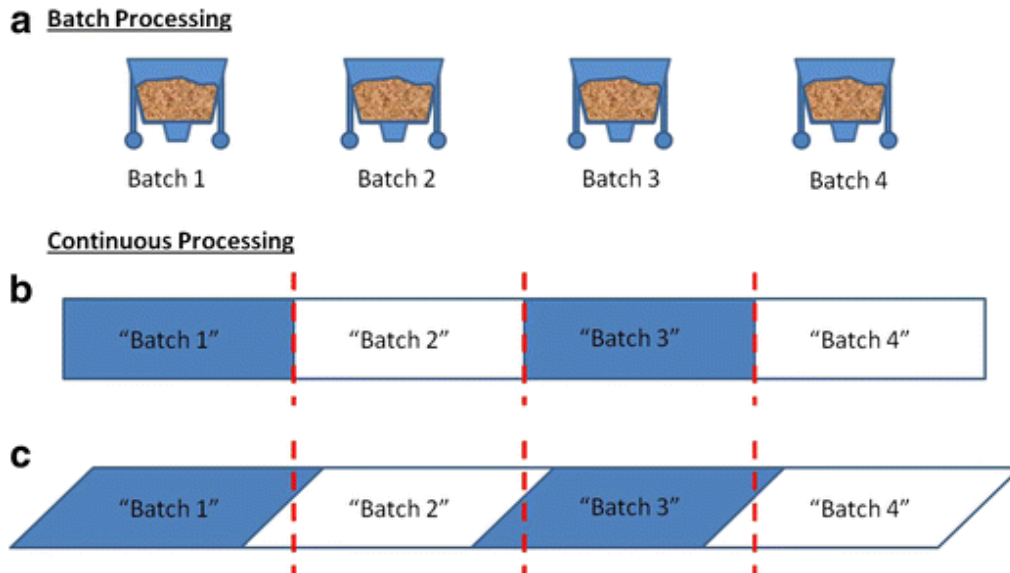 a Batch Processing
Batch 1 Batch 2 Batch 3 Batch 4
Continuous Processing
b
“Batch 1” “Batch 2” “Batch 3” “Batch 4”
c
“Batch 1” “Batch 2” “Batch 3” “Batch 4”